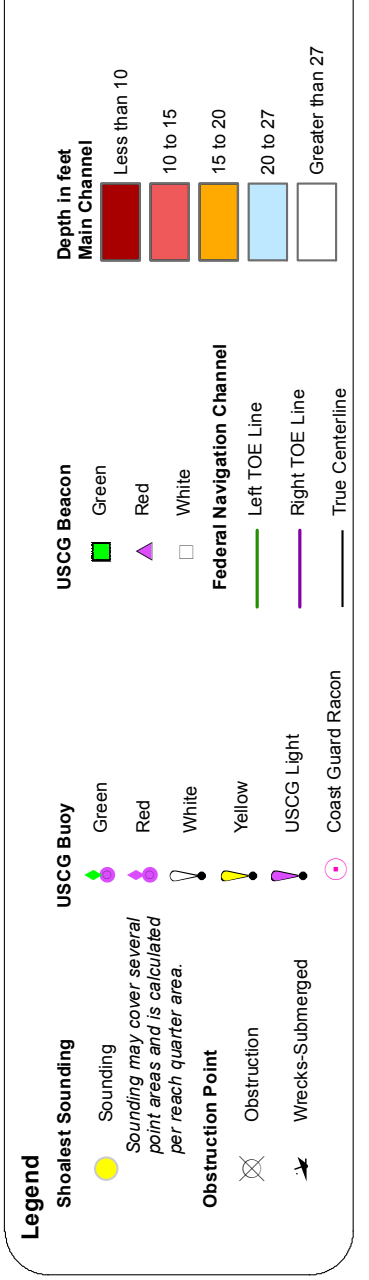 Legend
Shoalest Sounding
Sounding
Sounding may cover several
point areas and is calculated
per reach quarter area.
Obstruction Point
Obstruction
Wrecks-Submerged
USCG Buoy
Green
Red
White
Yellow
USCG Light
Coast Guard Racon
USCG Beacon
Green
Red
White
Federal Navigation Channel
Left TOE Line
Right TOE Line
True Centerline
Depth in feet
Main Channel
Less than 10
10 to 15
15 to 20
20 to 27
Greater than 27